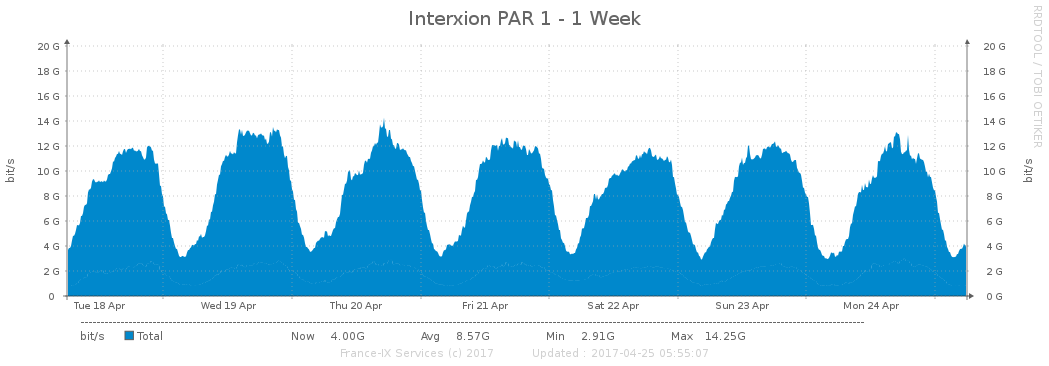 Interxion PAR 1 - 1 Week
RRDTOOL / TOBI OETIKER
bit/s
20 G
18 G
16 G
14 G
12 G
10 G
8 G
6 G
4 G
2 G
0
20 G
18 G
16 G
14 G
12 G
10 G
8 G
6 G
4 G
2 G
0 G
bit/s
Tue 18 Apr Wed 19 Apr Thu 20 Apr Fri 21 Apr Sat 22 Apr Sun 23 Apr Mon 24 Apr
bit/s Total Now 4.00G Avg 8.57G Min 2.91G Max 14.25G
France-IX Services (c) 2017 Updated : 2017-04-25 05:55:07